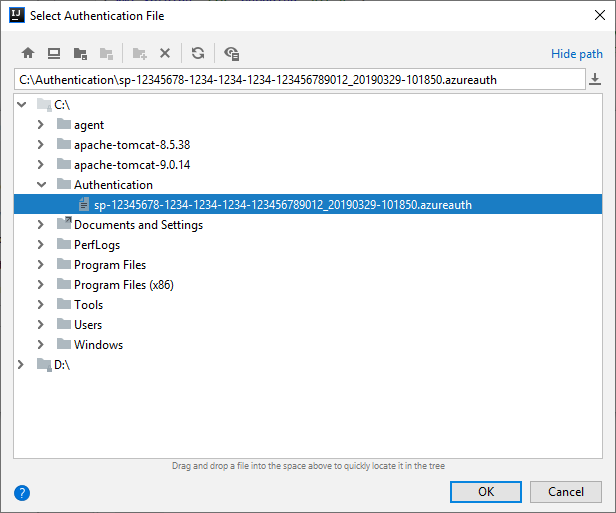 IJ
Select Authentication File
Hide path
C:\Authentication\sp-12345678-1234-1234-1234-123456789012_20190329-101850.azureauth
C:\
agent
apache-tomcat-8.5.38
apache-tomcat-9.0.14
Authentication
sp-12345678-1234-1234-1234-123456789012_20190329-101850.azureauth
Documents and Settings
PerfLogs
Program Files
Program Files (x86)
Tools
Users
Windows
D:\
Drag and drop a file into the space above to quickly locate it in the tree
?
OK
Cancel